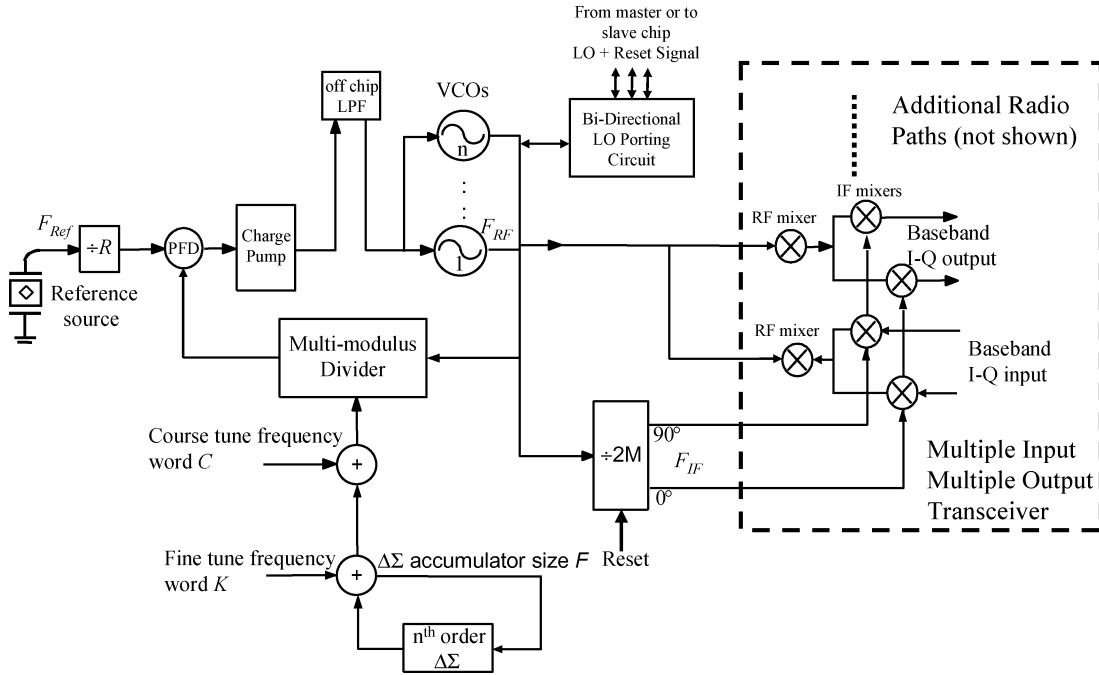 From master or to
slave chip
LO + Reset Signal
off chip
LPF
VCOs
n
Bi-Directional
LO Porting
Circuit
Additional Radio
Paths (not shown)
IF mixers
RF mixer
Baseband
I-Q output
F_Ref
÷R
PFD
Charge
Pump
F_RF
1
Reference
source
Multi-modulus
Divider
RF mixer
Baseband
I-Q input
Course tune frequency
word C
+
÷2M
90°
F_IF
0°
Reset
Multiple Input
Multiple Output
Transceiver
Fine tune frequency
word K
+
ΔΣ accumulator size F
nth order
ΔΣ